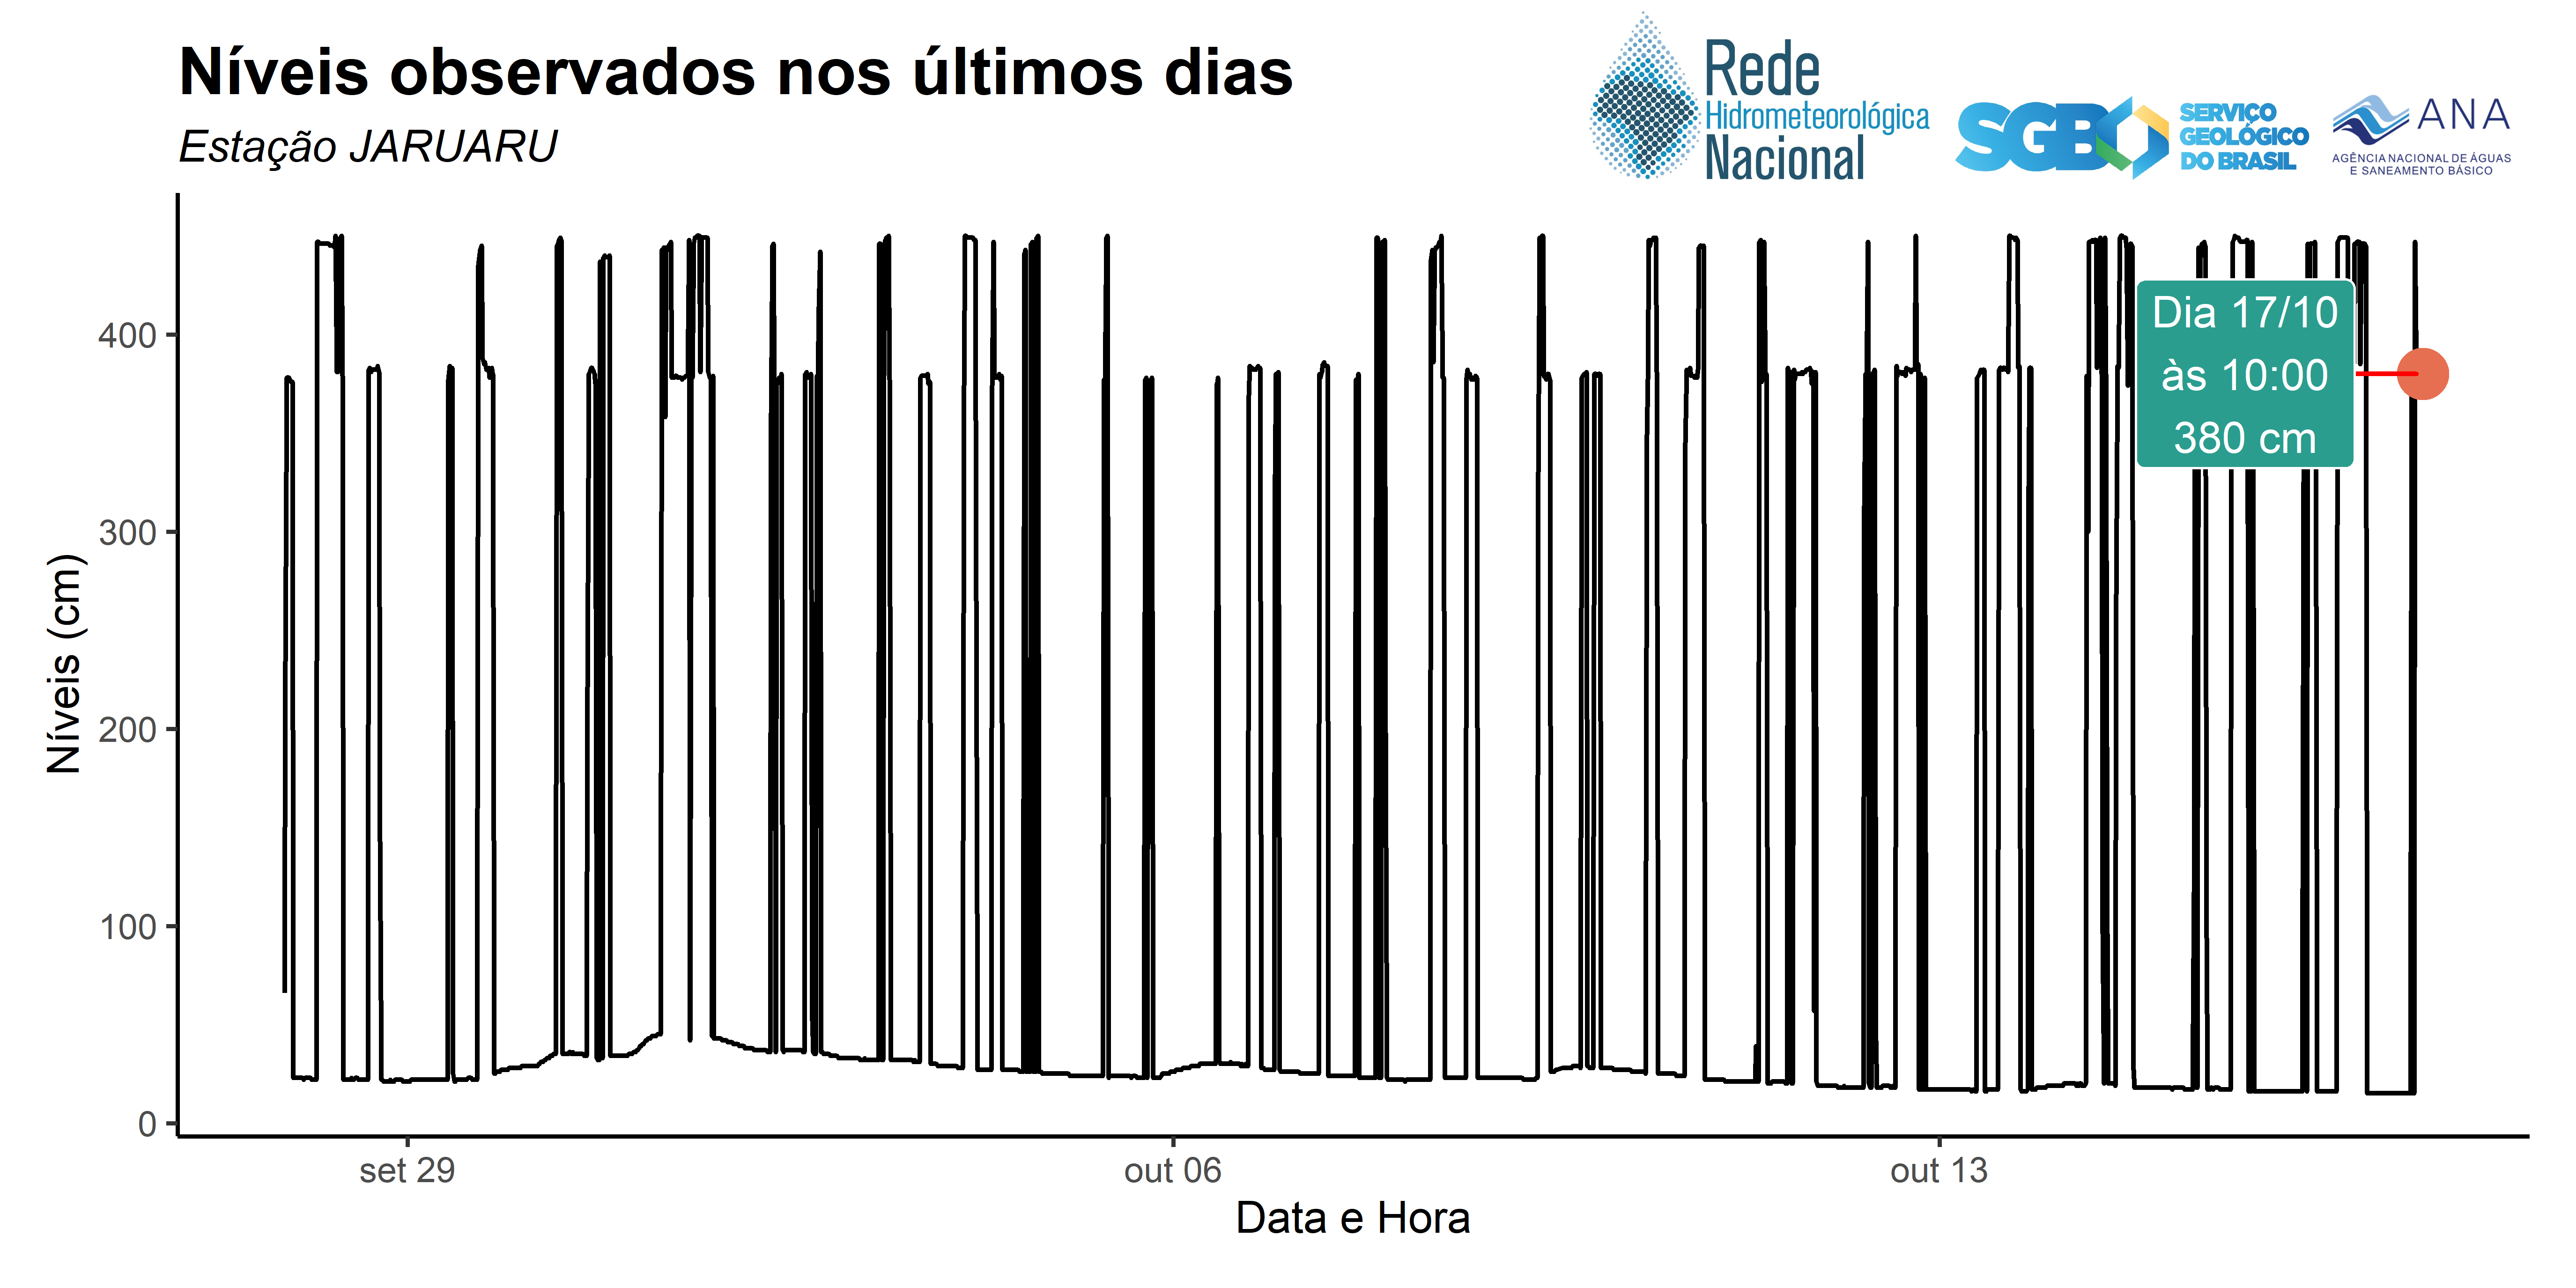 Níveis observados nos últimos dias
Estação JARUARU
Rede
Hidrometeorológica
Nacional
SGB
SERVIÇO
GEOLÓGICO
DO BRASIL
ANA
AGÊNCIA NACIONAL DE ÁGUAS
E SANEAMENTO BÁSICO
Níveis (cm)
400
300
200
100
0
Dia 17/10
às 10:00
380 cm
set 29
out 06
out 13
Data e Hora